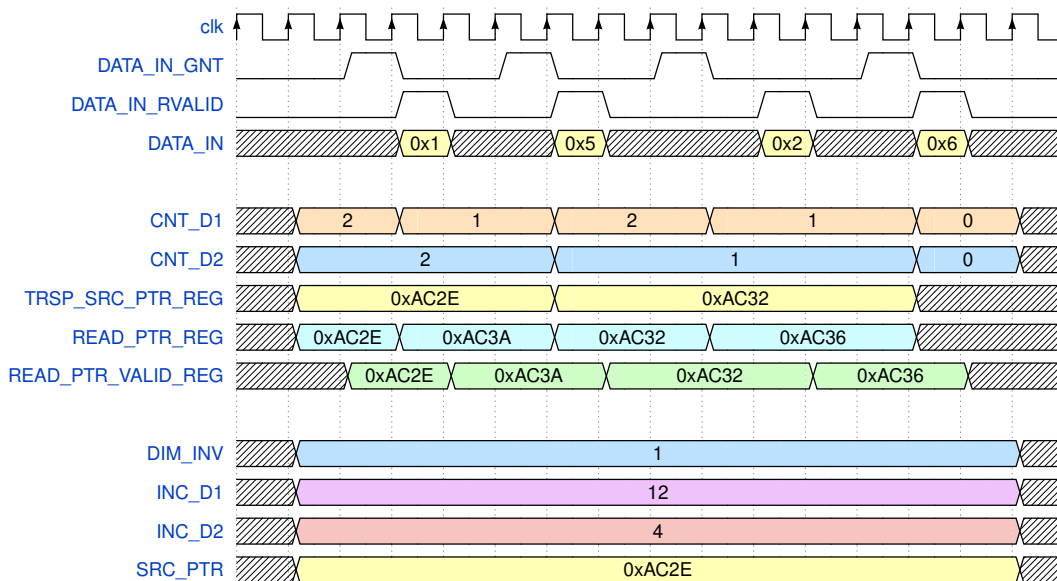 clk
DATA_IN_GNT
DATA_IN_RVALID
DATA_IN 0x1 0x5 0x2 0x6
CNT_D1 2 1 2 1 0
CNT_D2 2 1 0
TRSP_SRC_PTR_REG 0xAC2E 0xAC32
READ_PTR_REG 0xAC2E 0xAC3A 0xAC32 0xAC36
READ_PTR_VALID_REG 0xAC2E 0xAC3A 0xAC32 0xAC36
DIM_INV 1
INC_D1 12
INC_D2 4
SRC_PTR 0xAC2E